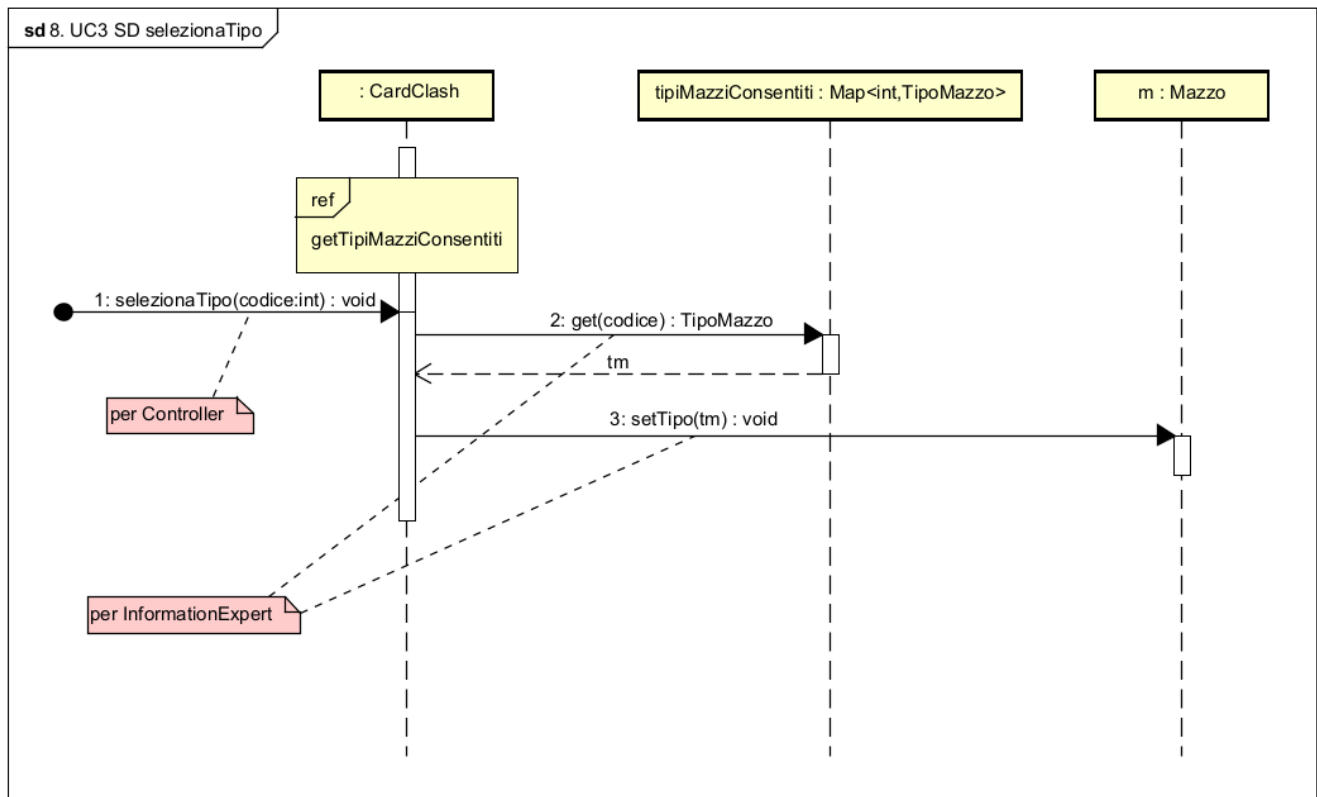 sd 8. UC3 SD selezionaTipo
: CardClash
tipiMazziConsentiti : Map<int,TipoMazzo>
m : Mazzo
ref
getTipiMazziConsentiti
1: selezionaTipo(codice:int) : void
2: get(codice) : TipoMazzo
tm
per Controller
3: setTipo(tm) : void
per InformationExpert